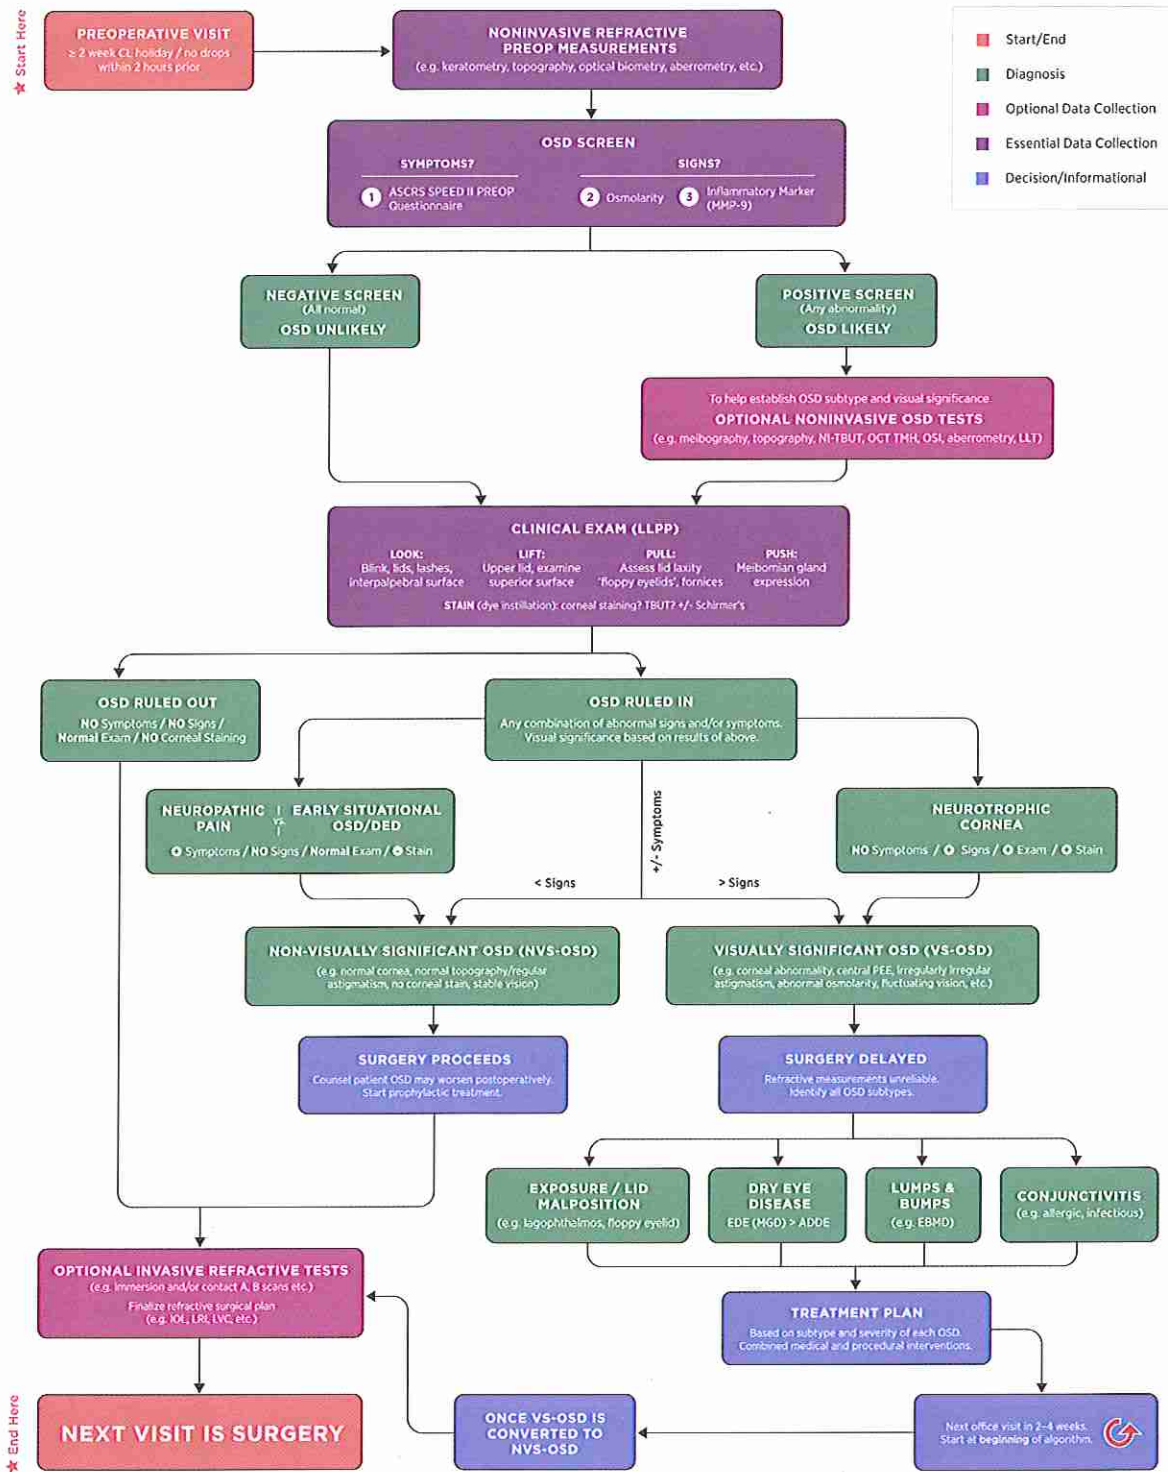 ★ Start Here
PREOPERATIVE VISIT
≥ 2 week CL holiday / no drops
within 2 hours prior
NONINVASIVE REFRACTIVE
PREOP MEASUREMENTS
(e.g. keratometry, topography, optical biometry, aberrometry, etc.)
Start/End
Diagnosis
Optional Data Collection
Essential Data Collection
Decision/Informational
OSD SCREEN
SYMPTOMS?
1 ASCRS SPEED II PREOP
Questionnaire
SIGNS?
2 Osmolarity
3 Inflammatory Marker
(MMP-9)
NEGATIVE SCREEN
(All normal)
OSD UNLIKELY
POSITIVE SCREEN
(Any abnormality)
OSD LIKELY
To help establish OSD subtype and visual significance
OPTIONAL NONINVASIVE OSD TESTS
(e.g. meibography, topography, NI-TBUT, OCT TMH, OSI, aberrometry, LLT)
CLINICAL EXAM (LLPP)
LOOK:
Blink, lids, lashes,
interpalpebral surface
LIFT:
Upper lid, examine
superior surface
PULL:
Assess lid laxity
'floppy eyelids', fornices
PUSH:
Meibomian gland
expression
STAIN (dye instillation): corneal staining? TBUT? +/- Schirmer's
OSD RULED OUT
NO Symptoms / NO Signs /
Normal Exam / NO Corneal Staining
OSD RULED IN
Any combination of abnormal signs and/or symptoms.
Visual significance based on results of above.
NEUROPATHIC
PAIN
vs.
EARLY SITUATIONAL
OSD/DED
+ Symptoms / NO Signs / Normal Exam / - Stain
+/- Symptoms
NEUROTROPHIC
CORNEA
NO Symptoms / + Signs / + Exam / + Stain
< Signs
> Signs
NON-VISUALLY SIGNIFICANT OSD (NVS-OSD)
(e.g. normal cornea, normal topography/regular
astigmatism, no corneal stain, stable vision)
VISUALLY SIGNIFICANT OSD (VS-OSD)
(e.g. corneal abnormality, central PEE, irregularly irregular
astigmatism, abnormal osmolarity, fluctuating vision, etc.)
SURGERY PROCEEDS
Counsel patient OSD may worsen postoperatively.
Start prophylactic treatment.
SURGERY DELAYED
Refractive measurements unreliable.
Identify all OSD subtypes.
EXPOSURE / LID
MALPOSITION
(e.g. lagophthalmos, floppy eyelid)
DRY EYE
DISEASE
EDE (MGD) > ADDE
LUMPS &
BUMPS
(e.g. EBMD)
CONJUNCTIVITIS
(e.g. allergic, infectious)
OPTIONAL INVASIVE REFRACTIVE TESTS
(e.g. immersion and/or contact A, B scans etc.)
Finalize refractive surgical plan
(e.g. IOL, LRI, LVC, etc.)
TREATMENT PLAN
Based on subtype and severity of each OSD.
Combined medical and procedural interventions.
★ End Here
NEXT VISIT IS SURGERY
ONCE VS-OSD IS
CONVERTED TO
NVS-OSD
Next office visit in 2–4 weeks.
Start at beginning of algorithm.